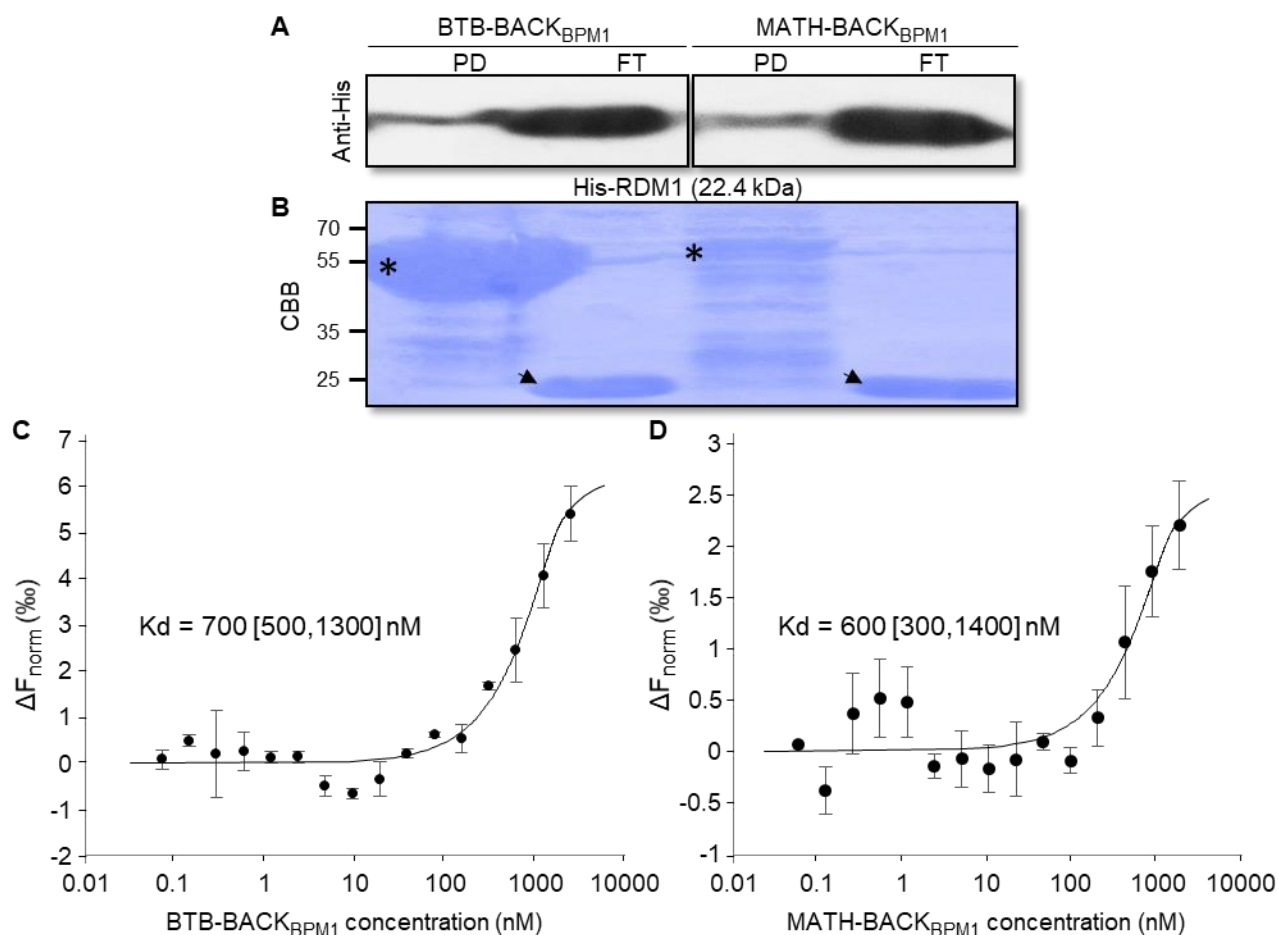 A BTB-BACKBPM1 MATH-BACKBPM1
PD FT PD FT
Anti-His
His-RDM1 (22.4 kDa)
B
70
55
35
25
CBB
*
*
C
7
6
5
4
3
2
1
0
-1
-2
ΔFnorm (‰)
Kd = 700 [500,1300] nM
0.01 0.1 1 10 100 1000 10000
BTB-BACKBPM1 concentration (nM)
D
3
2.5
2
1.5
1
0.5
0
-0.5
-1
ΔFnorm (‰)
Kd = 600 [300,1400] nM
0.01 0.1 1 10 100 1000 10000
MATH-BACKBPM1 concentration (nM)